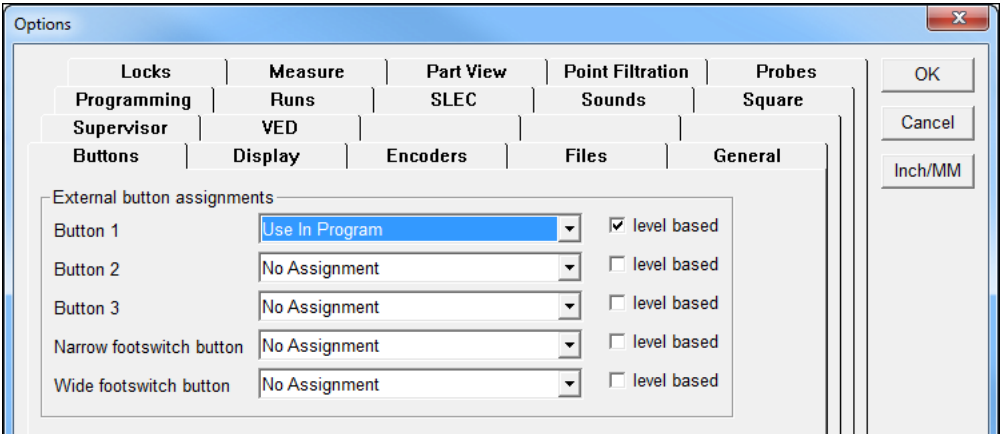 Options
Locks Measure Part View Point Filtration Probes
Programming Runs SLEC Sounds Square
Supervisor VED
Buttons Display Encoders Files General
OK
Cancel
Inch/MM
External button assignments
Button 1 Use In Program level based
Button 2 No Assignment level based
Button 3 No Assignment level based
Narrow footswitch button No Assignment level based
Wide footswitch button No Assignment level based